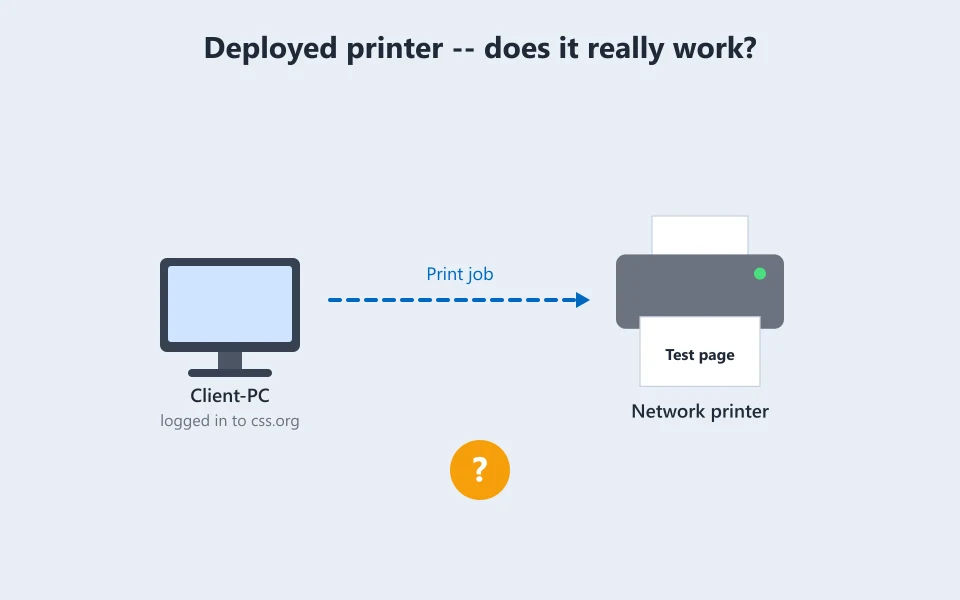 Deployed printer -- does it really work?
Print job
Test page
Client-PC
logged in to css.org
Network printer
?